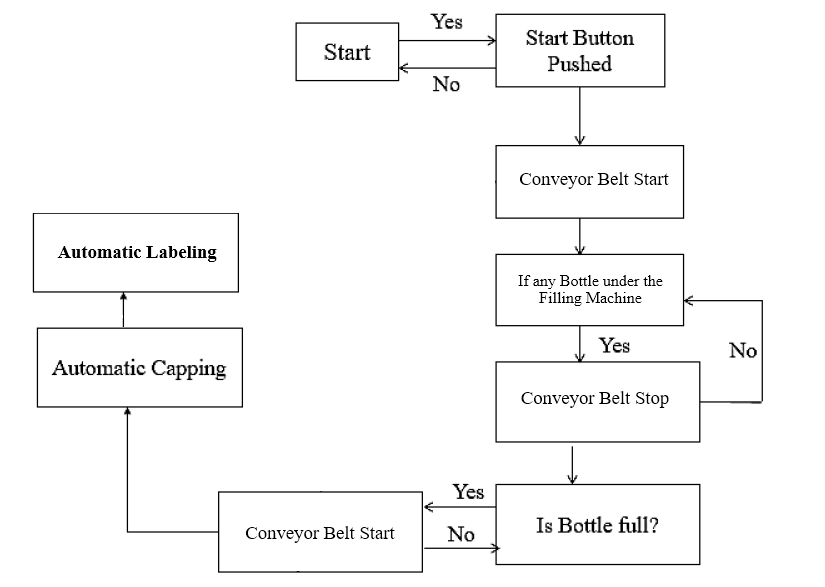 Start
Yes
No
Start Button
Pushed
Conveyor Belt Start
If any Bottle under the
Filling Machine
Yes
No
Conveyor Belt Stop
Is Bottle full?
Yes
No
Conveyor Belt Start
Automatic Capping
Automatic Labeling